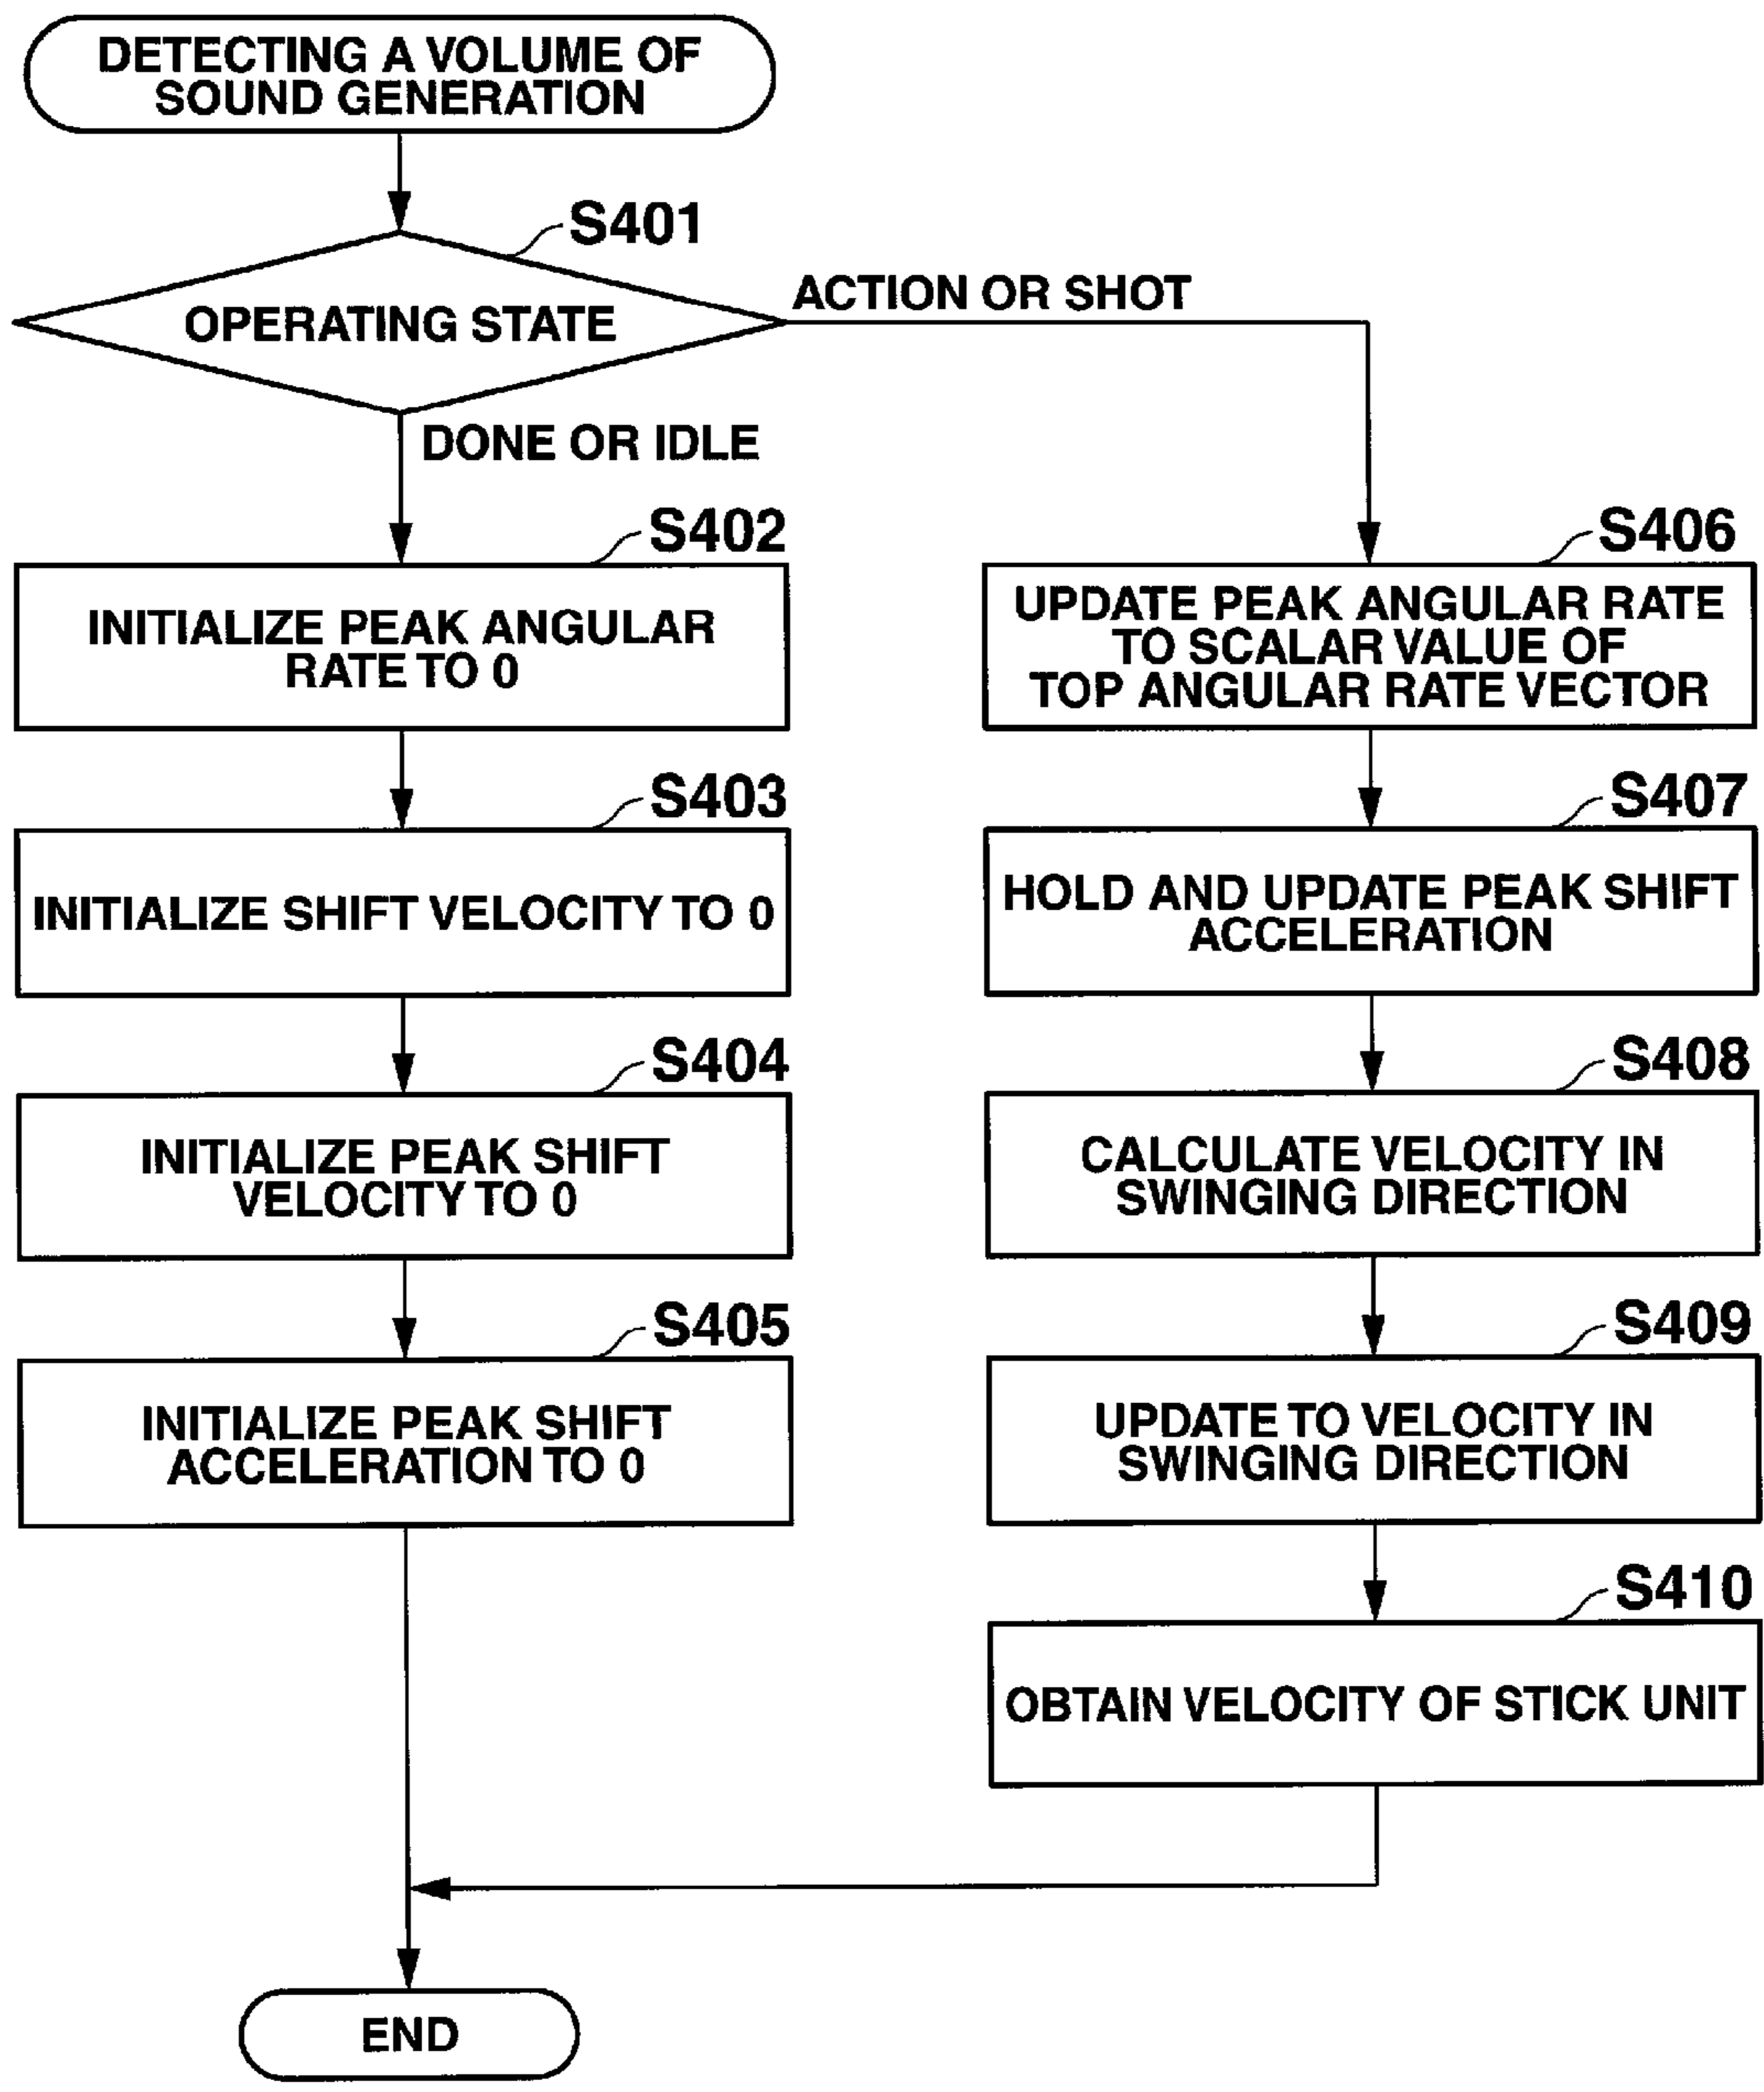 DETECTING A VOLUME OF
SOUND GENERATION
S401
OPERATING STATE
ACTION OR SHOT
DONE OR IDLE
S402
INITIALIZE PEAK ANGULAR
RATE TO 0
S403
INITIALIZE SHIFT VELOCITY TO 0
S404
INITIALIZE PEAK SHIFT
VELOCITY TO 0
S405
INITIALIZE PEAK SHIFT
ACCELERATION TO 0
S406
UPDATE PEAK ANGULAR RATE
TO SCALAR VALUE OF
TOP ANGULAR RATE VECTOR
S407
HOLD AND UPDATE PEAK SHIFT
ACCELERATION
S408
CALCULATE VELOCITY IN
SWINGING DIRECTION
S409
UPDATE TO VELOCITY IN
SWINGING DIRECTION
S410
OBTAIN VELOCITY OF STICK UNIT
END